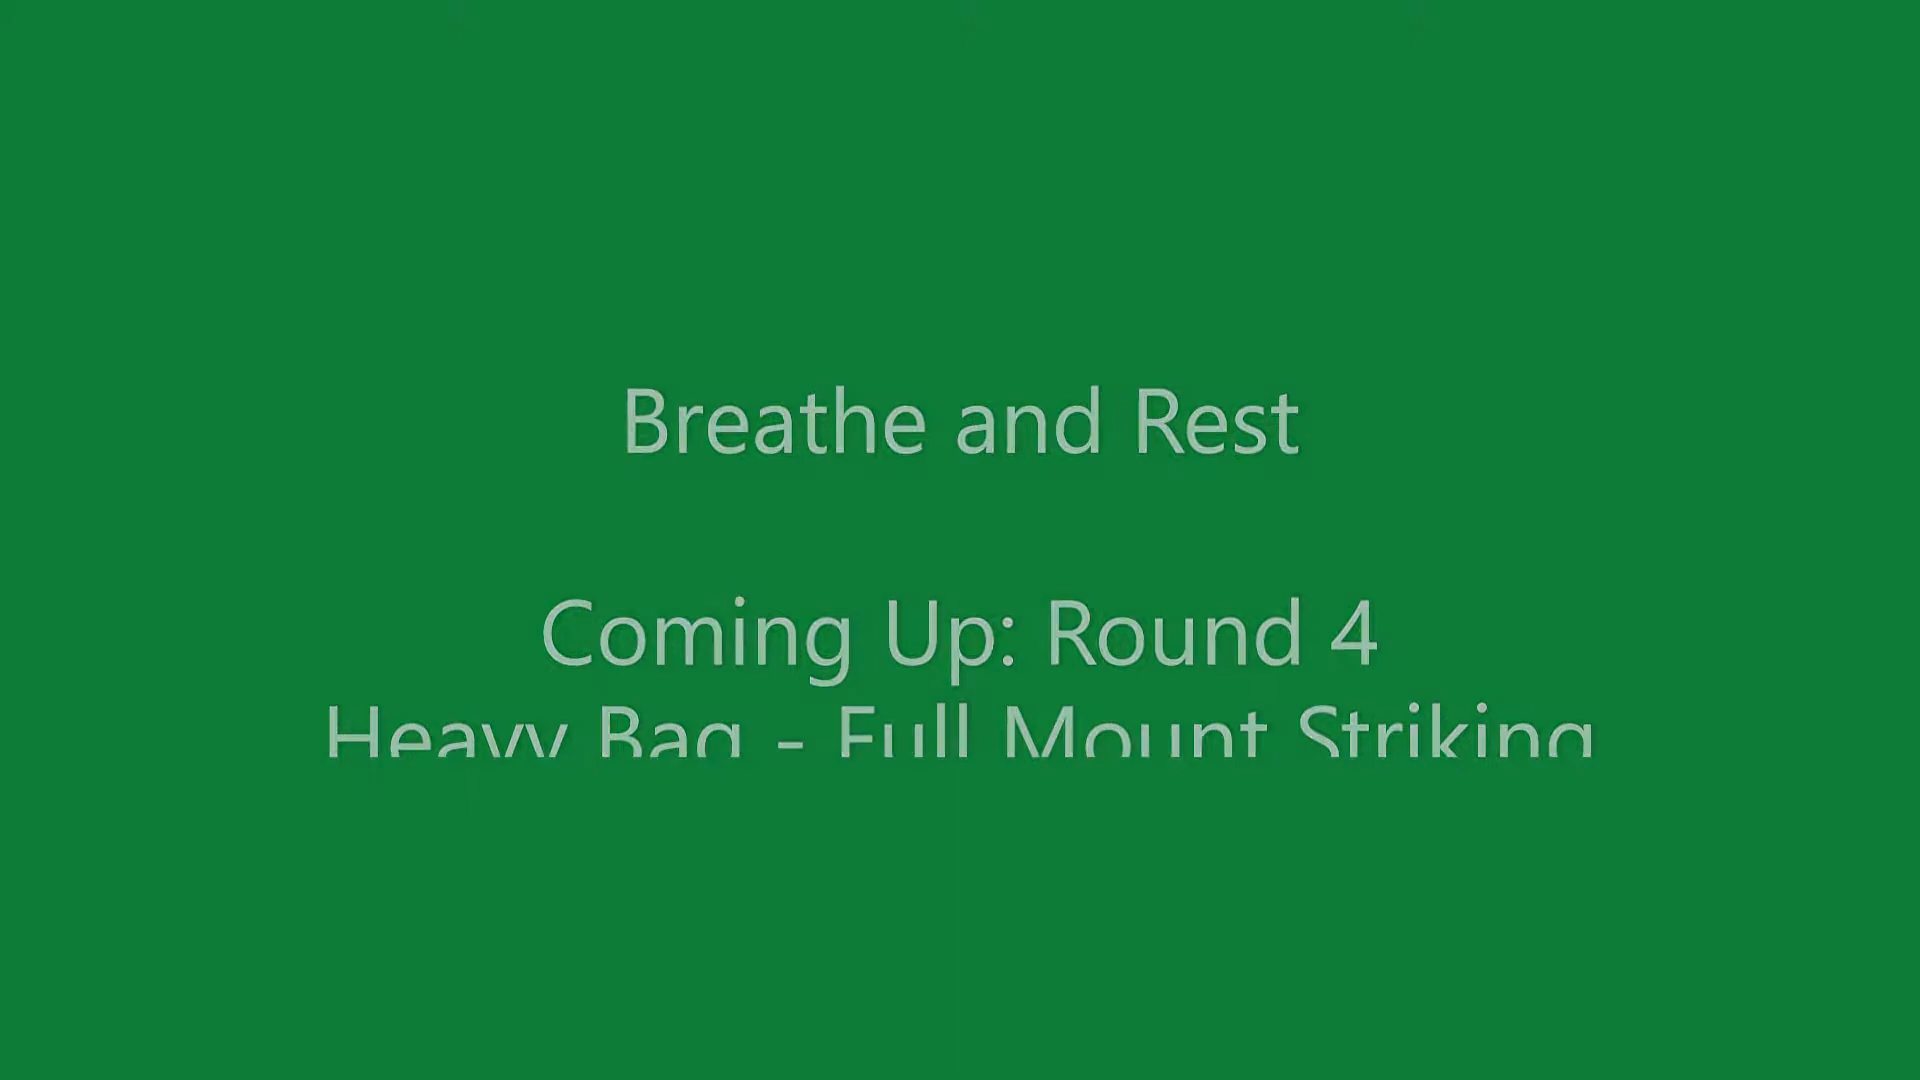 Breathe and Rest
Coming Up: Round 4
Heavy Bag - Full Mount Striking